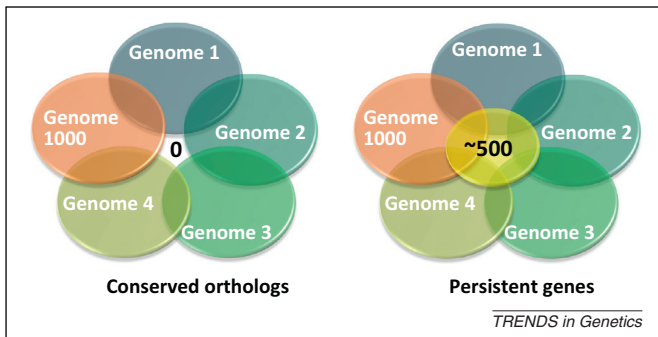 Genome 1
Genome
1000
Genome 2
0
Genome 4
Genome 3
Conserved orthologs
Genome 1
Genome
1000
Genome 2
~500
Genome 4
Genome 3
Persistent genes
TRENDS in Genetics